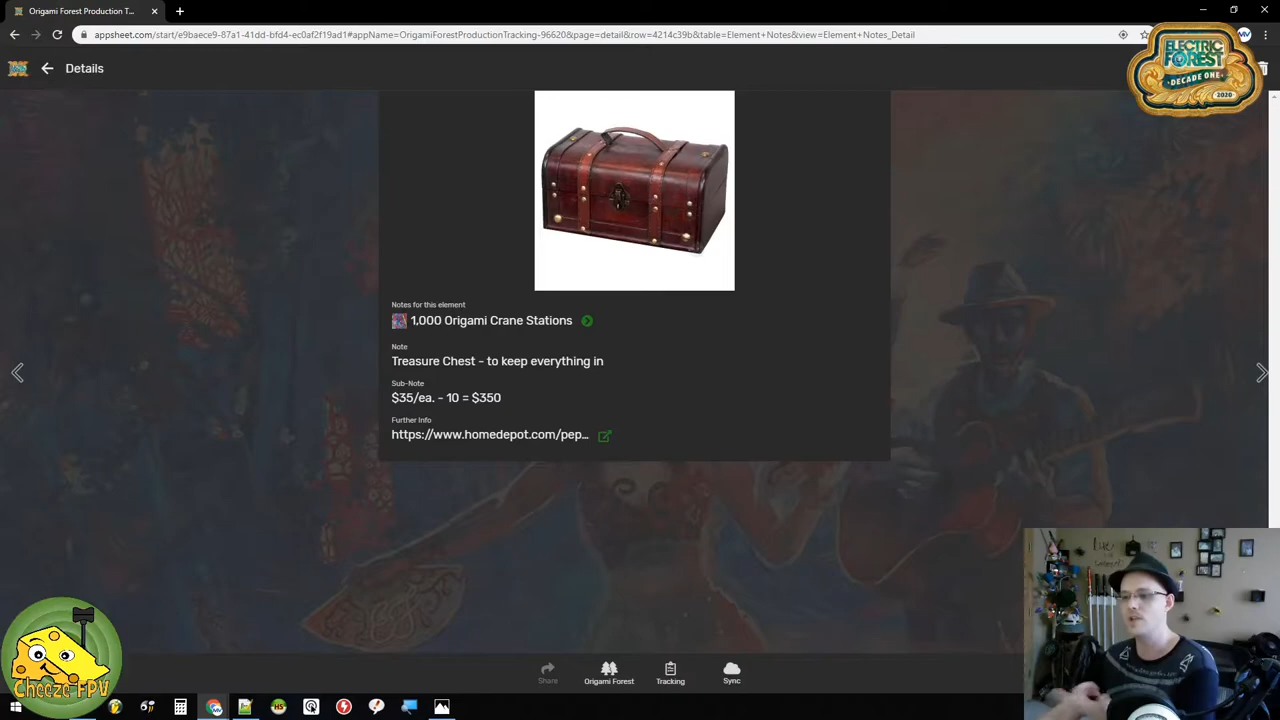 Origami Forest Production T...
appsheet.com/start/e9baece9-87a1-41dd-bfd4-ec0af2f19ad1#appName=OrigamiForestProductionTracking-96620&page=detail&row=4214c39b&table=Element+Notes&view=Element+Notes_Detail
Details
ELECTRIC
FOREST
DECADE ONE
2020
Notes for this element
1,000 Origami Crane Stations
Note
Treasure Chest - to keep everything in
Sub-Note
$35/ea. - 10 = $350
Further Info
https://www.homedepot.com/pep...
Share
Origami Forest
Tracking
Sync
Cheeze FPV